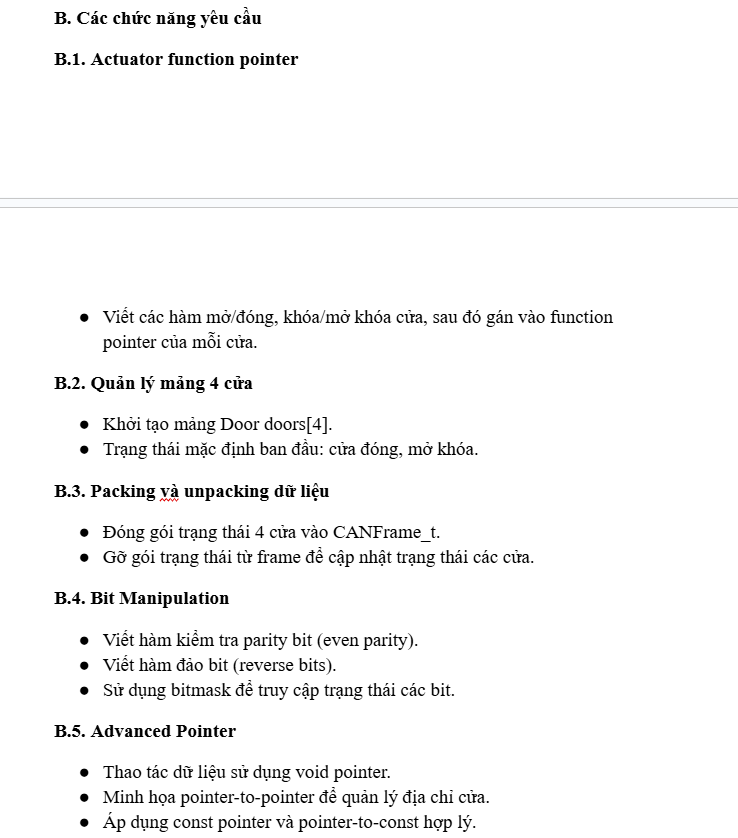 B. Các chức năng yêu cầu
B.1. Actuator function pointer
● Viết các hàm mở/đóng, khóa/mở khóa cửa, sau đó gán vào function
pointer của mỗi cửa.
B.2. Quản lý mảng 4 cửa
● Khởi tạo mảng Door doors[4].
● Trạng thái mặc định ban đầu: cửa đóng, mở khóa.
B.3. Packing và unpacking dữ liệu
● Đóng gói trạng thái 4 cửa vào CANFrame_t.
● Gỡ gói trạng thái từ frame để cập nhật trạng thái các cửa.
B.4. Bit Manipulation
● Viết hàm kiểm tra parity bit (even parity).
● Viết hàm đảo bit (reverse bits).
● Sử dụng bitmask để truy cập trạng thái các bit.
B.5. Advanced Pointer
● Thao tác dữ liệu sử dụng void pointer.
● Minh họa pointer-to-pointer để quản lý địa chỉ cửa.
● Áp dụng const pointer và pointer-to-const hợp lý.